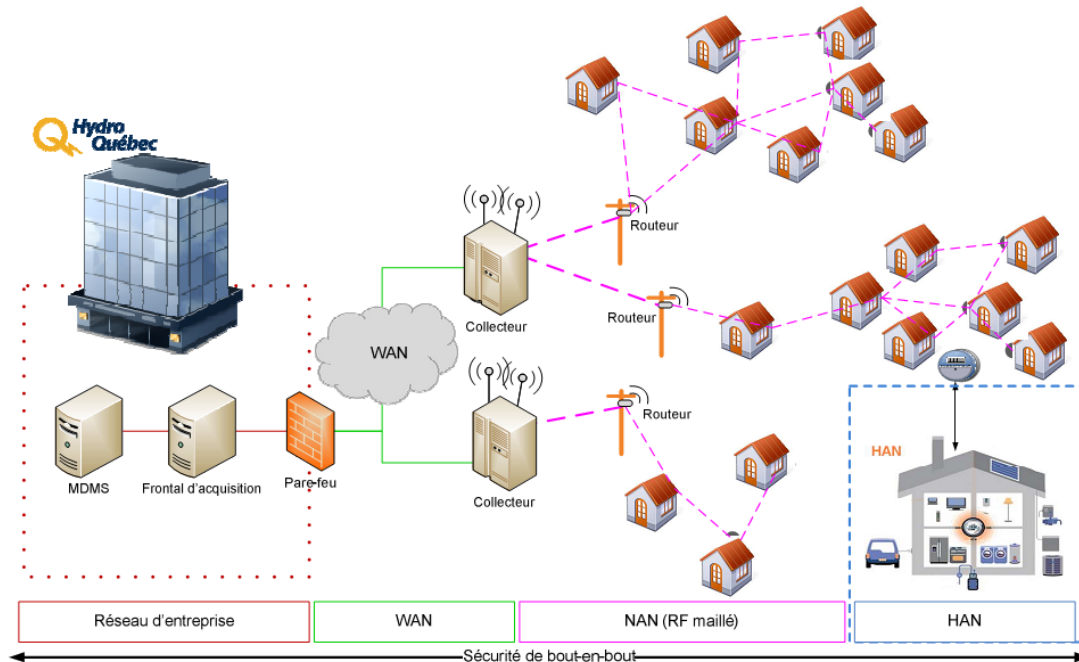 Hydro
Québec
Routeur
Routeur
Collecteur
WAN
Routeur
HAN
MDMS
Frontal d'acquisition
Pare-feu
Collecteur
Réseau d'entreprise
WAN
NAN (RF maillé)
HAN
Sécurité de bout-en-bout